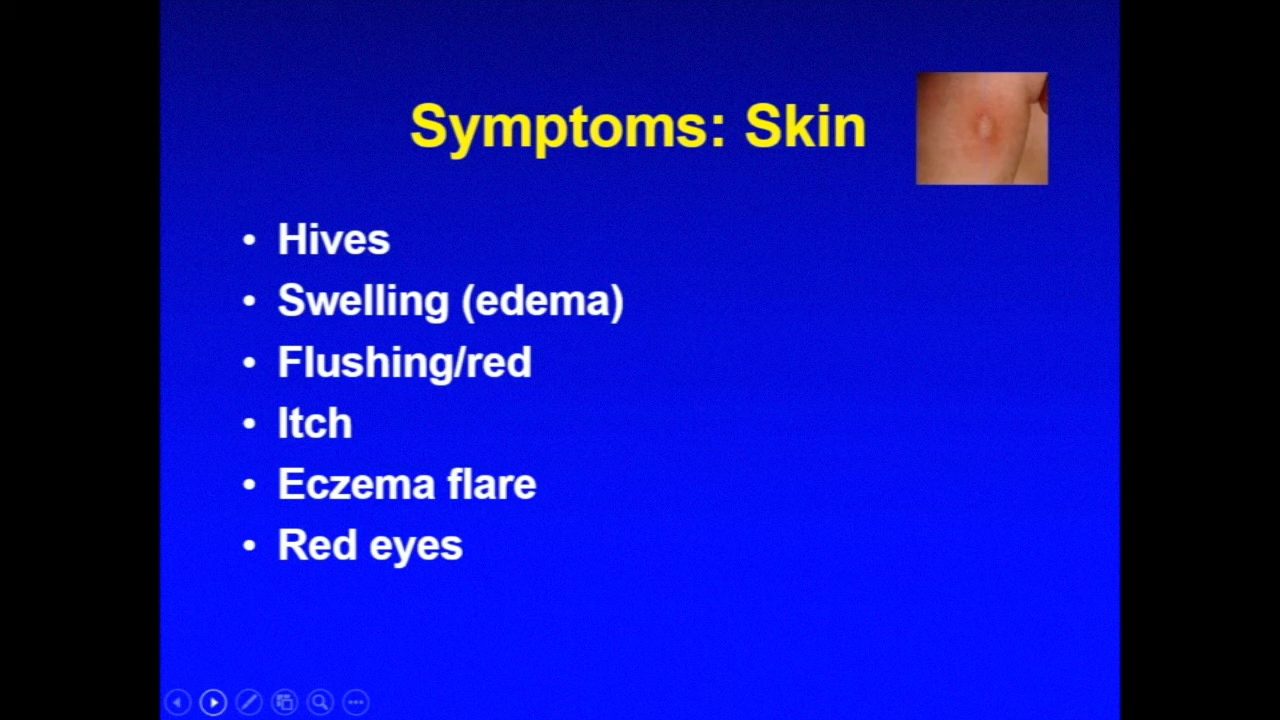 Symptoms: Skin
• Hives
• Swelling (edema)
• Flushing/red
• Itch
• Eczema flare
• Red eyes